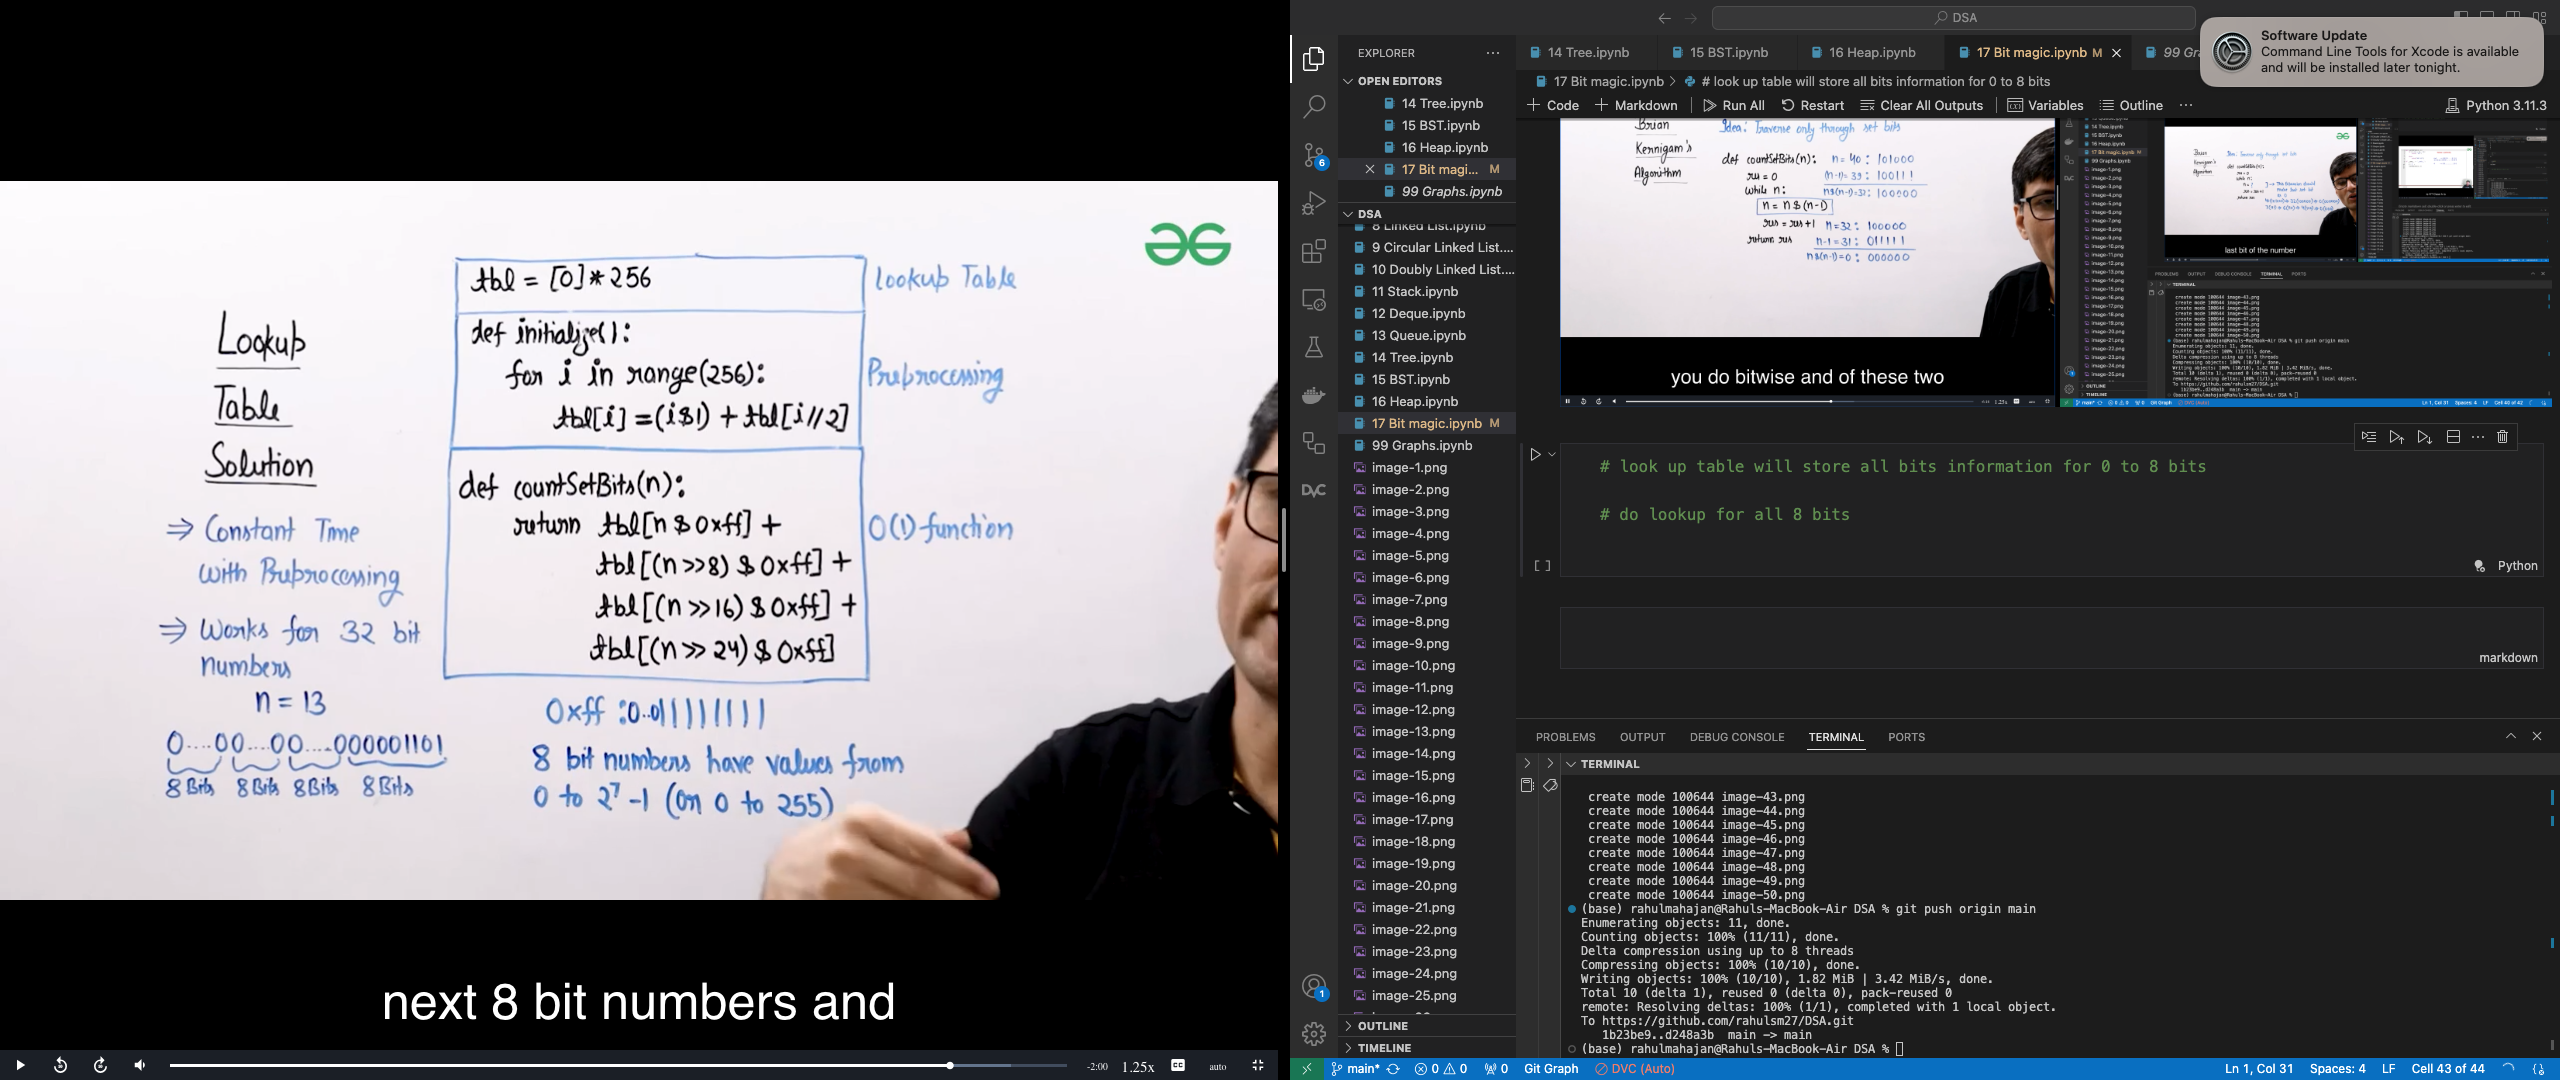 Lookup
Table
Solution
⇒ Constant Time
with Preprocessing
⇒ Works for 32 bit
numbers
n = 13
0....00....00....000001101
8 Bits 8 Bits 8 Bits 8 Bits
tbl = [0]*256
Lookup Table
def initialize():
for i in range(256):
tbl[i] = (i&1) + tbl[i//2]
Preprocessing
def countSetBits(n):
return tbl[n & 0xff] +
tbl[(n >> 8) & 0xff] +
tbl[(n >> 16) & 0xff] +
tbl[(n >> 24) & 0xff]
O(1) function
0xff :0..011111111
8 bit numbers have values from
0 to 2⁷ -1 (or 0 to 255)
next 8 bit numbers and
-2:00 1.25x CC auto
DSA
Software Update
Command Line Tools for Xcode is available
and will be installed later tonight.
EXPLORER
14 Tree.ipynb 15 BST.ipynb 16 Heap.ipynb 17 Bit magic.ipynb M 99 Gr
OPEN EDITORS
14 Tree.ipynb
15 BST.ipynb
16 Heap.ipynb
17 Bit magi... M
99 Graphs.ipynb
DSA
8 Linked List.ipynb
9 Circular Linked List....
10 Doubly Linked List....
11 Stack.ipynb
12 Deque.ipynb
13 Queue.ipynb
14 Tree.ipynb
15 BST.ipynb
16 Heap.ipynb
17 Bit magic.ipynb M
99 Graphs.ipynb
image-1.png
image-2.png
image-3.png
image-4.png
image-5.png
image-6.png
image-7.png
image-8.png
image-9.png
image-10.png
image-11.png
image-12.png
image-13.png
image-14.png
image-15.png
image-16.png
image-17.png
image-18.png
image-19.png
image-20.png
image-21.png
image-22.png
image-23.png
image-24.png
image-25.png
OUTLINE
TIMELINE
6
DVC
1
17 Bit magic.ipynb > # look up table will store all bits information for 0 to 8 bits
+ Code + Markdown Run All Restart Clear All Outputs Variables Outline ... Python 3.11.3
Brian
Kernigam's
Algorithm
Idea: Traverse only through set bits
def countSetBits(n):
res = 0
while n:
n = n & (n-1)
res = res + 1
return res
n = 40 : 101000
(n-1)= 39 : 100111
n&(n-1)=32: 100000
n=32: 100000
n-1=31: 011111
n&(n-1)=0: 000000
you do bitwise and of these two
last bit of the number
# look up table will store all bits information for 0 to 8 bits
# do lookup for all 8 bits
[ ]
Python
markdown
PROBLEMS OUTPUT DEBUG CONSOLE TERMINAL PORTS
TERMINAL
create mode 100644 image-43.png
create mode 100644 image-44.png
create mode 100644 image-45.png
create mode 100644 image-46.png
create mode 100644 image-47.png
create mode 100644 image-48.png
create mode 100644 image-49.png
create mode 100644 image-50.png
(base) rahulmahajan@Rahuls-MacBook-Air DSA % git push origin main
Enumerating objects: 11, done.
Counting objects: 100% (11/11), done.
Delta compression using up to 8 threads
Compressing objects: 100% (10/10), done.
Writing objects: 100% (10/10), 1.82 MiB | 3.42 MiB/s, done.
Total 10 (delta 1), reused 0 (delta 0), pack-reused 0
remote: Resolving deltas: 100% (1/1), completed with 1 local object.
To https://github.com/rahulsm27/DSA.git
1b23be9..d248a3b main -> main
(base) rahulmahajan@Rahuls-MacBook-Air DSA %
main* 0 0 0 Git Graph DVC (Auto) Ln 1, Col 31 Spaces: 4 LF Cell 43 of 44